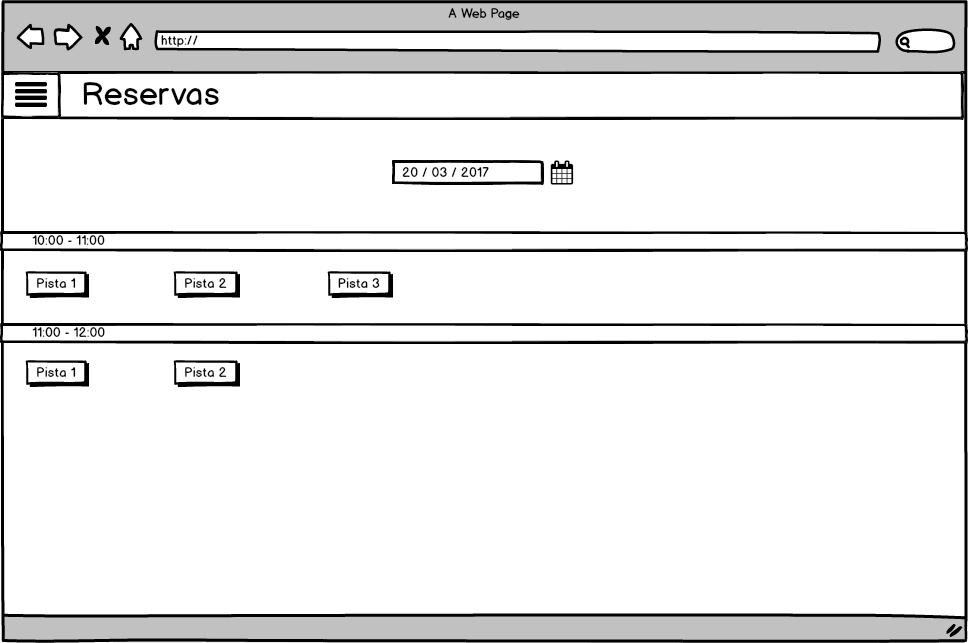 A Web Page
http://
Reservas
20 / 03 / 2017
10:00 - 11:00
Pista 1 Pista 2 Pista 3
11:00 - 12:00
Pista 1 Pista 2